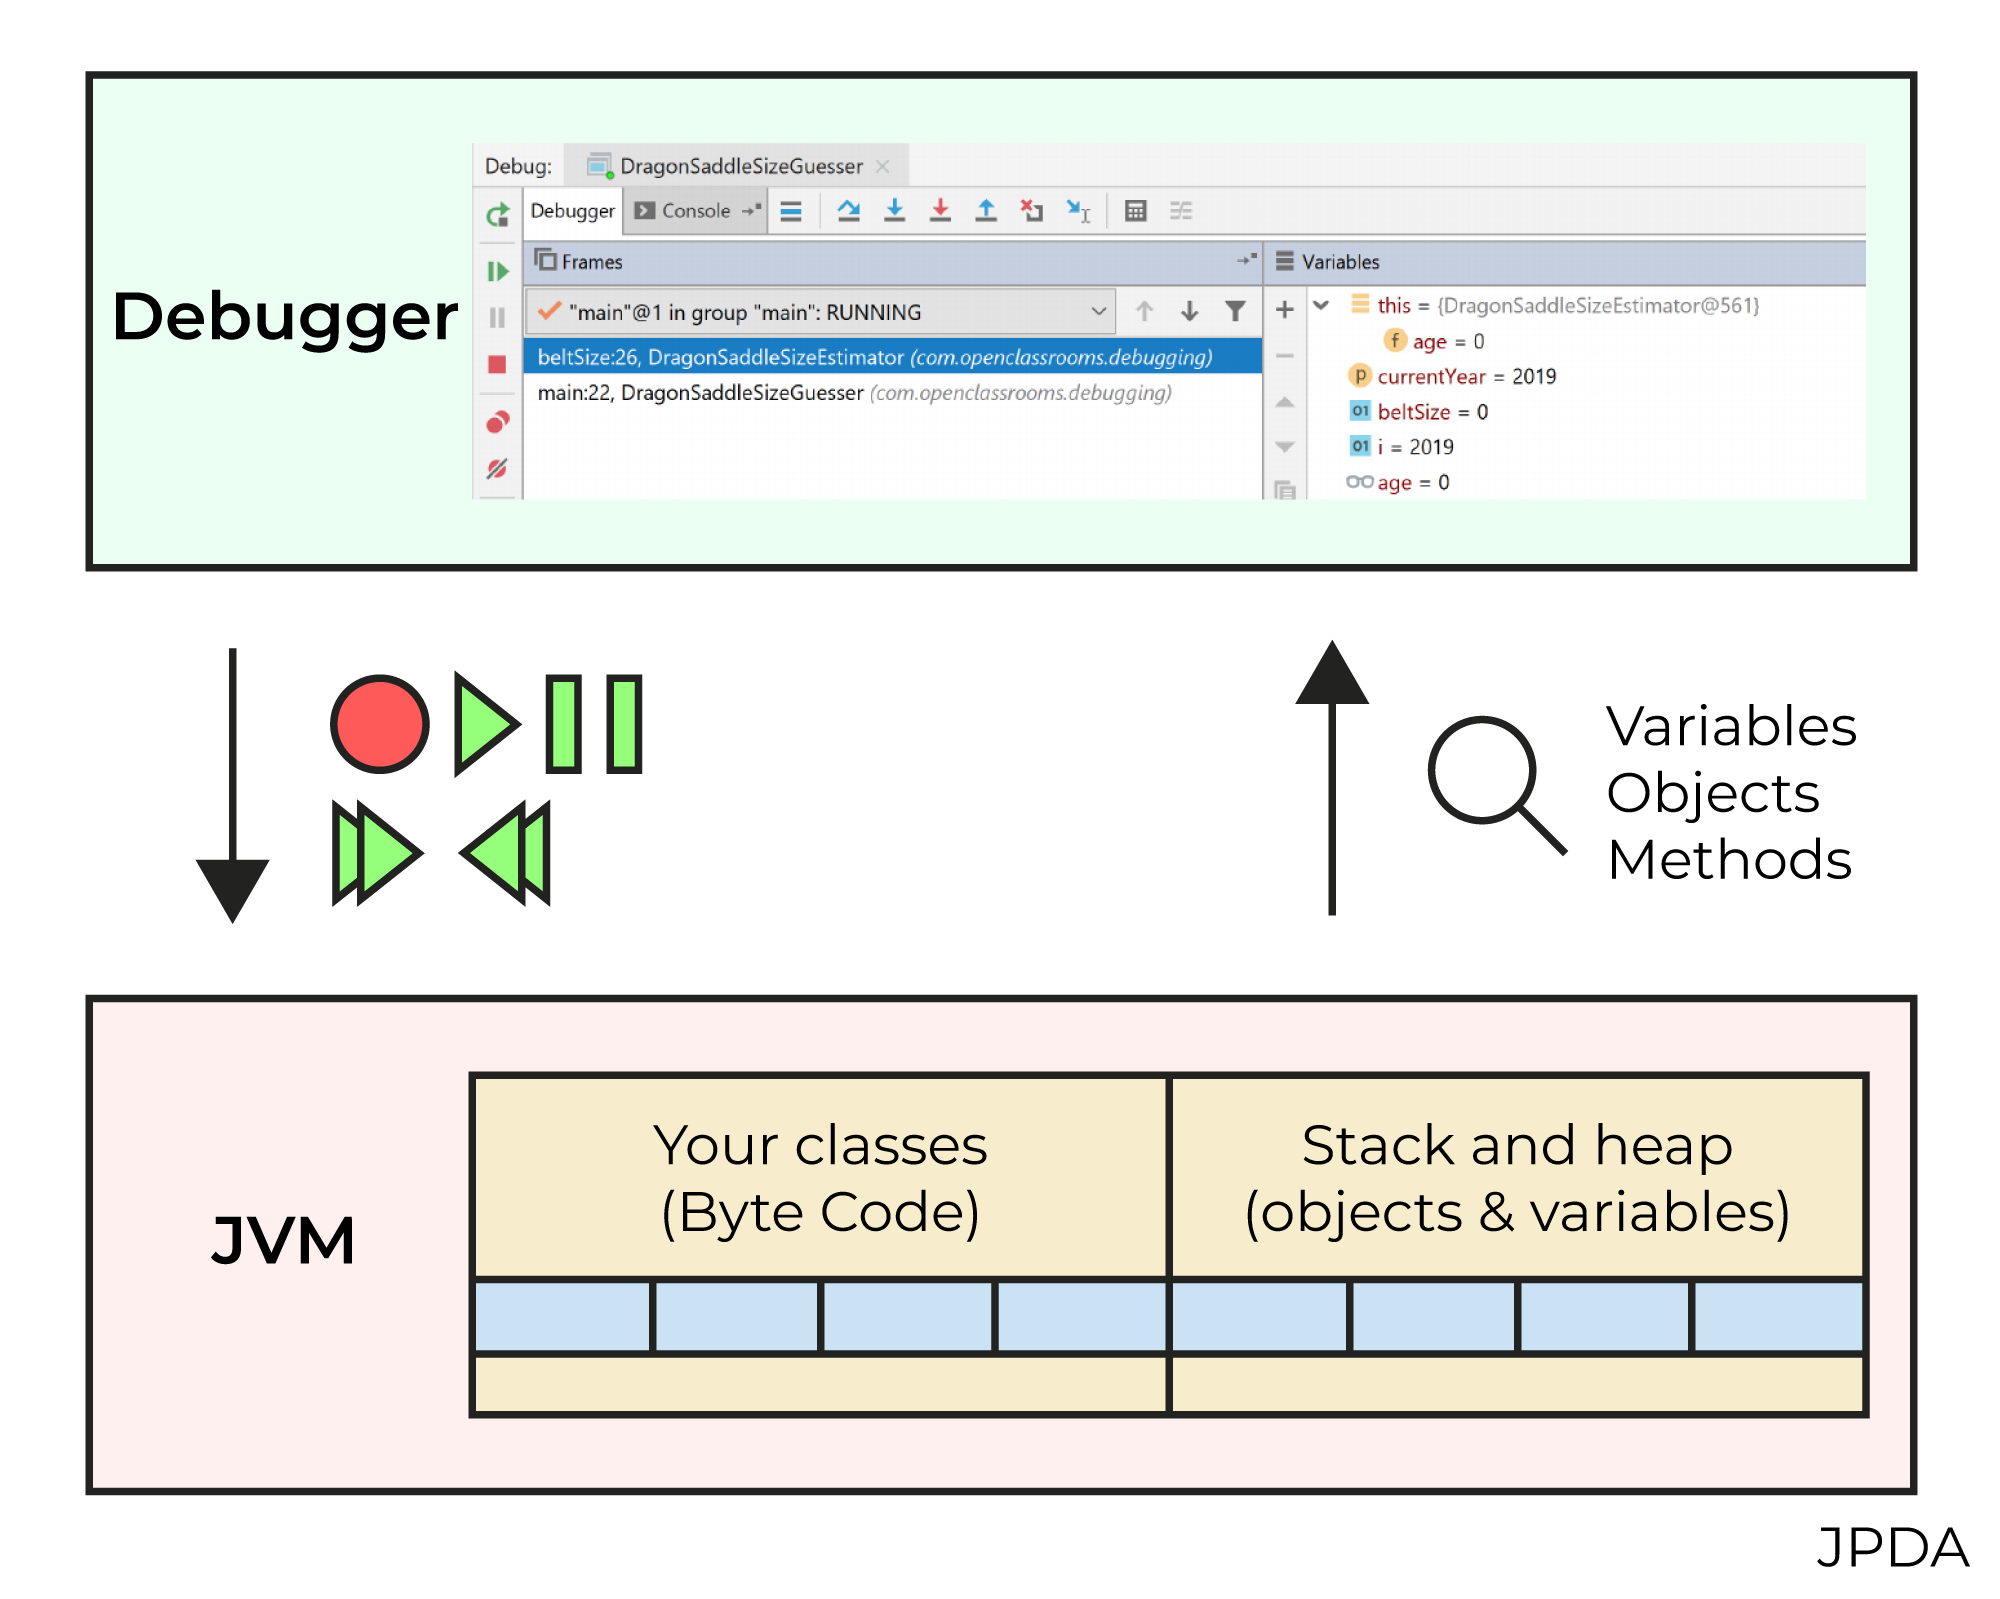 Debug: DragonSaddleSizeGuesser
Debugger Console
Frames
Variables
"main"@1 in group "main": RUNNING
beltSize:26, DragonSaddleSizeEstimator (com.openclassrooms.debugging)
main:22, DragonSaddleSizeGuesser (com.openclassrooms.debugging)
this = {DragonSaddleSizeEstimator@561}
f age = 0
p currentYear = 2019
01 beltSize = 0
01 i = 2019
age = 0
Debugger
Variables
Objects
Methods
JVM
Your classes
(Byte Code)
Stack and heap
(objects & variables)
JPDA